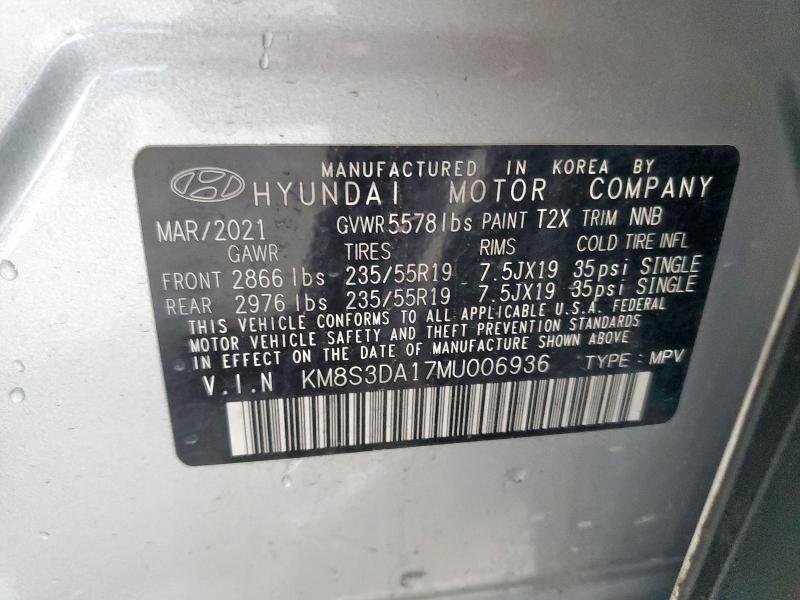 MANUFACTURED IN KOREA BY
HYUNDAI MOTOR COMPANY
MAR/2021 GVWR 5578 lbs PAINT T2X TRIM NNB
GAWR TIRES RIMS COLD TIRE INFL
FRONT 2866 lbs 235/55R19 7.5JX19 35psi SINGLE
REAR 2976 lbs 235/55R19 7.5JX19 35psi SINGLE
THIS VEHICLE CONFORMS TO ALL APPLICABLE U.S.A. FEDERAL
MOTOR VEHICLE SAFETY AND THEFT PREVENTION STANDARDS
IN EFFECT ON THE DATE OF MANUFACTURE SHOWN ABOVE
V.I.N KM8S3DA17MU006936 TYPE: MPV